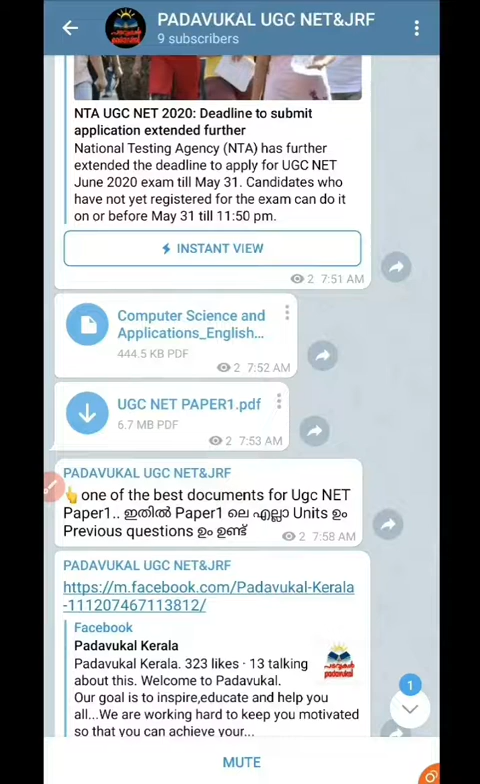 PADAVUKAL UGC NET&JRF
9 subscribers
NTA UGC NET 2020: Deadline to submit
application extended further
National Testing Agency (NTA) has further
extended the deadline to apply for UGC NET
June 2020 exam till May 31. Candidates who
have not yet registered for the exam can do it
on or before May 31 till 11:50 pm.
INSTANT VIEW
2 7:51 AM
Computer Science and
Applications_English...
444.5 KB PDF
2 7:52 AM
UGC NET PAPER1.pdf
6.7 MB PDF
2 7:53 AM
PADAVUKAL UGC NET&JRF
👆one of the best documents for Ugc NET
Paper1.. ഇതിൽ Paper1 ലെ എല്ലാ Units ഉം
Previous questions ഉം ഉണ്ട്
2 7:58 AM
PADAVUKAL UGC NET&JRF
https://m.facebook.com/Padavukal-Kerala
-111207467113812/
Facebook
Padavukal Kerala
Padavukal Kerala. 323 likes · 13 talking
about this. Welcome to Padavukal.
Our goal is to inspire,educate and help you
all...We are working hard to keep you motivated
so that you can achieve your...
padavukal
1
MUTE